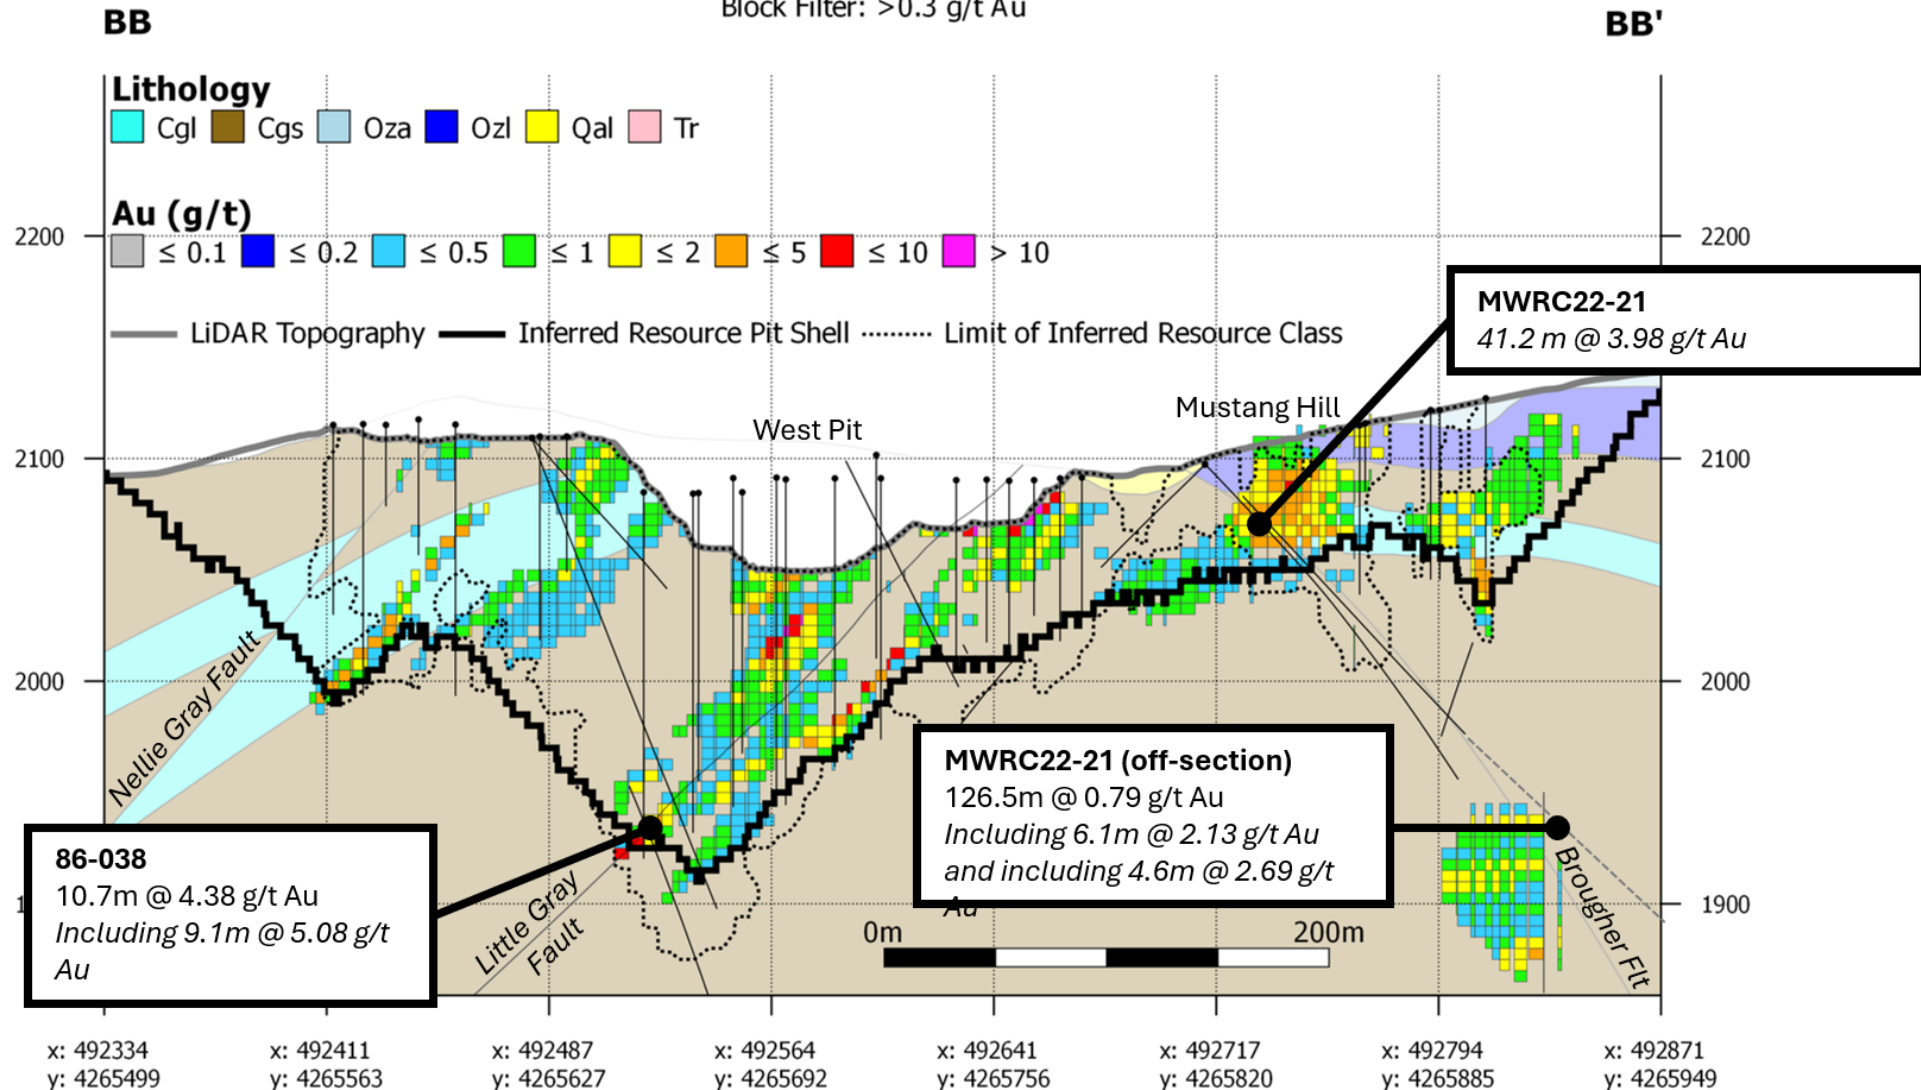 Block Filter: >0.3 g/t Au
BB
BB'
Lithology
Cgl Cgs Oza Ozl Qal Tr
Au (g/t)
≤ 0.1 ≤ 0.2 ≤ 0.5 ≤ 1 ≤ 2 ≤ 5 ≤ 10 > 10
LiDAR Topography Inferred Resource Pit Shell Limit of Inferred Resource Class
2200
2200
2100
2100
2000
2000
1900
MWRC22-21
41.2 m @ 3.98 g/t Au
West Pit
Mustang Hill
Nellie Gray Fault
Little Gray
Fault
Brougher Flt
MWRC22-21 (off-section)
126.5m @ 0.79 g/t Au
Including 6.1m @ 2.13 g/t Au
and including 4.6m @ 2.69 g/t
Au
86-038
10.7m @ 4.38 g/t Au
Including 9.1m @ 5.08 g/t
Au
0m 200m
x: 492334 x: 492411 x: 492487 x: 492564 x: 492641 x: 492717 x: 492794 x: 492871
y: 4265499 y: 4265563 y: 4265627 y: 4265692 y: 4265756 y: 4265820 y: 4265885 y: 4265949